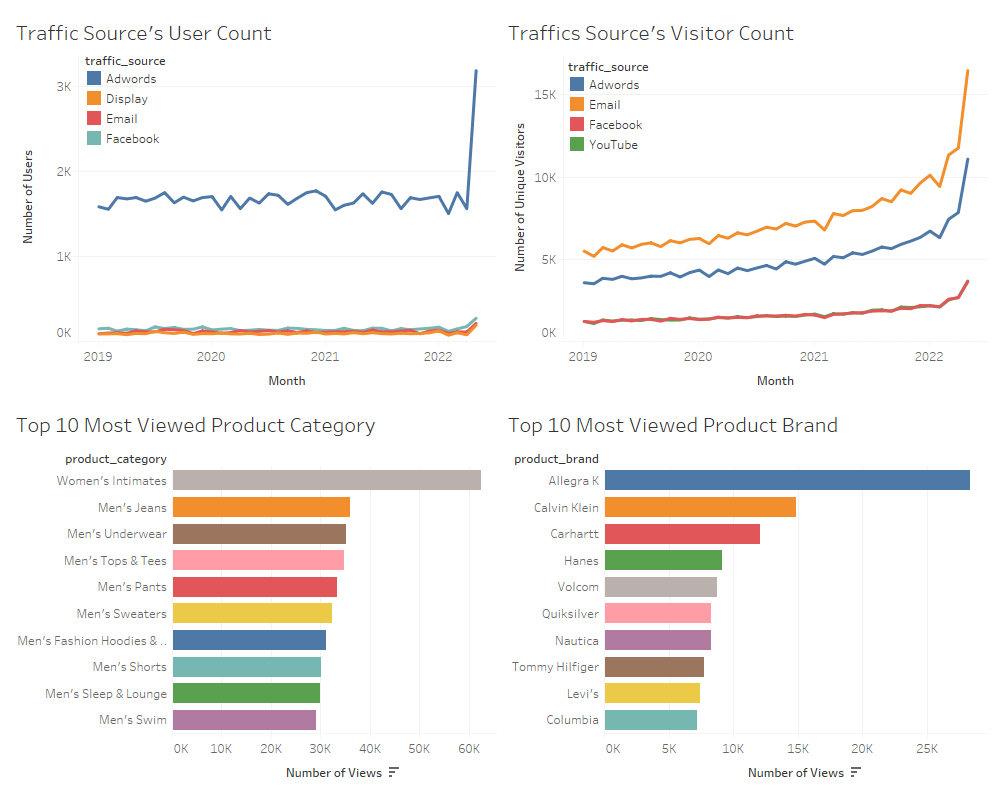 Traffic Source's User Count
traffic_source
Adwords
Display
Email
Facebook
3K
2K
1K
0K
Number of Users
2019 2020 2021 2022
Month
Traffics Source's Visitor Count
traffic_source
Adwords
Email
Facebook
YouTube
15K
10K
5K
0K
Number of Unique Visitors
2019 2020 2021 2022
Month
Top 10 Most Viewed Product Category
product_category
Women's Intimates
Men's Jeans
Men's Underwear
Men's Tops & Tees
Men's Pants
Men's Sweaters
Men's Fashion Hoodies & ..
Men's Shorts
Men's Sleep & Lounge
Men's Swim
0K 10K 20K 30K 40K 50K 60K
Number of Views
Top 10 Most Viewed Product Brand
product_brand
Allegra K
Calvin Klein
Carhartt
Hanes
Volcom
Quiksilver
Nautica
Tommy Hilfiger
Levi's
Columbia
0K 5K 10K 15K 20K 25K
Number of Views